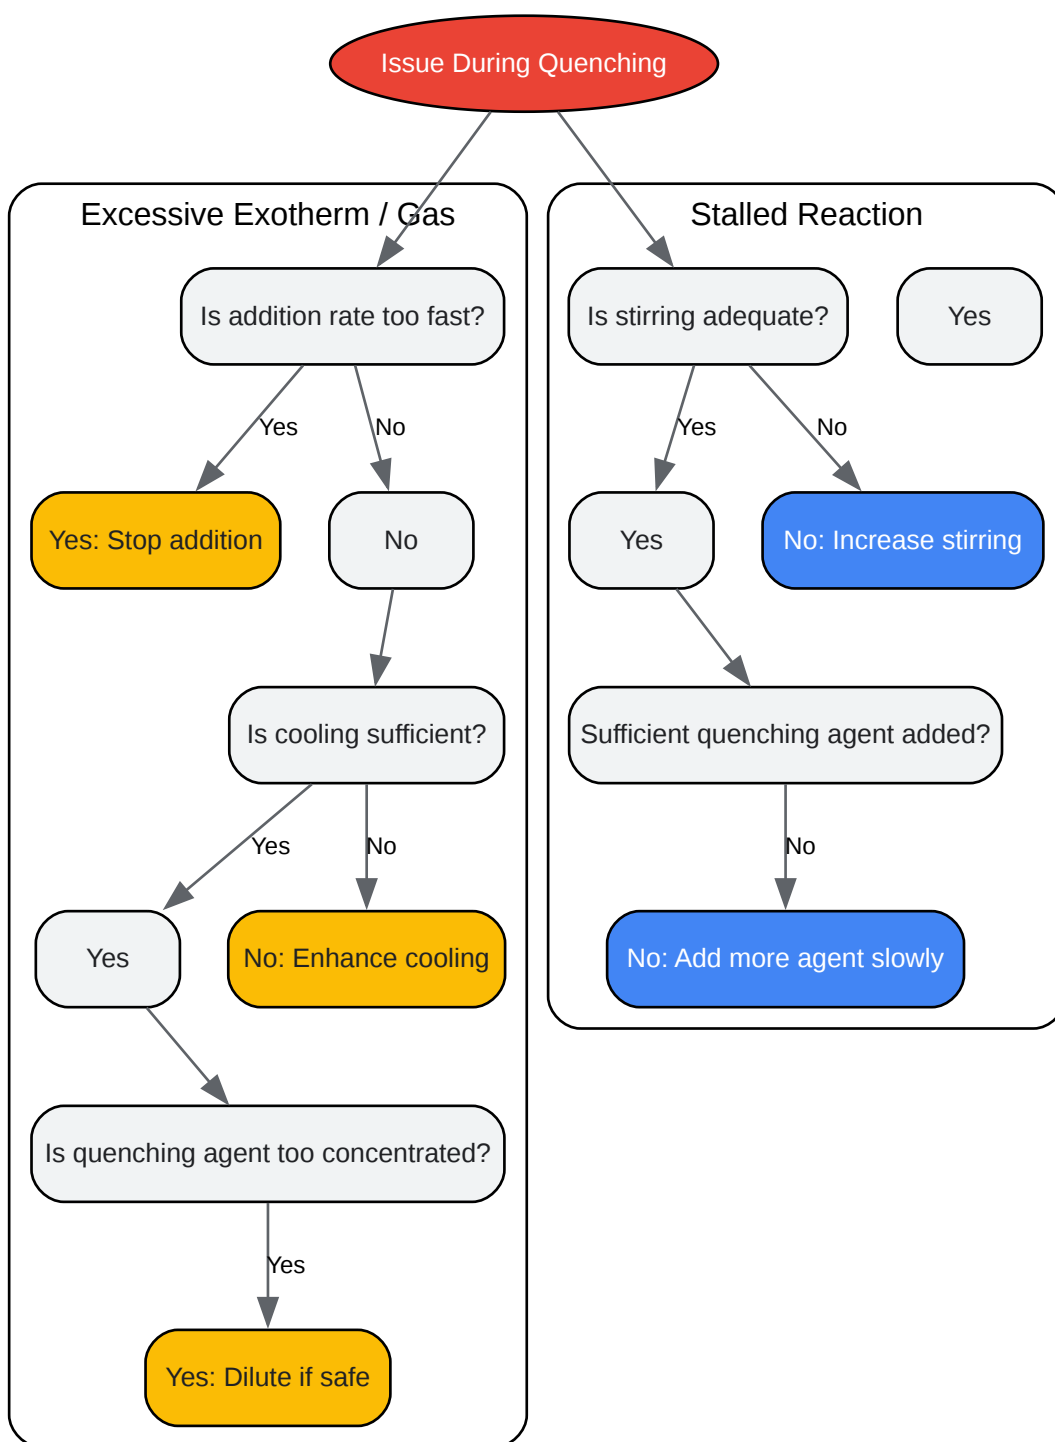 Issue During Quenching
Excessive Exotherm / Gas
Is addition rate too fast?
Yes
No
Yes: Stop addition
No
Is cooling sufficient?
Yes
No
Yes
No: Enhance cooling
Is quenching agent too concentrated?
Yes
Yes: Dilute if safe
Stalled Reaction
Is stirring adequate?
Yes
Yes
No
Yes
No: Increase stirring
Sufficient quenching agent added?
No
No: Add more agent slowly